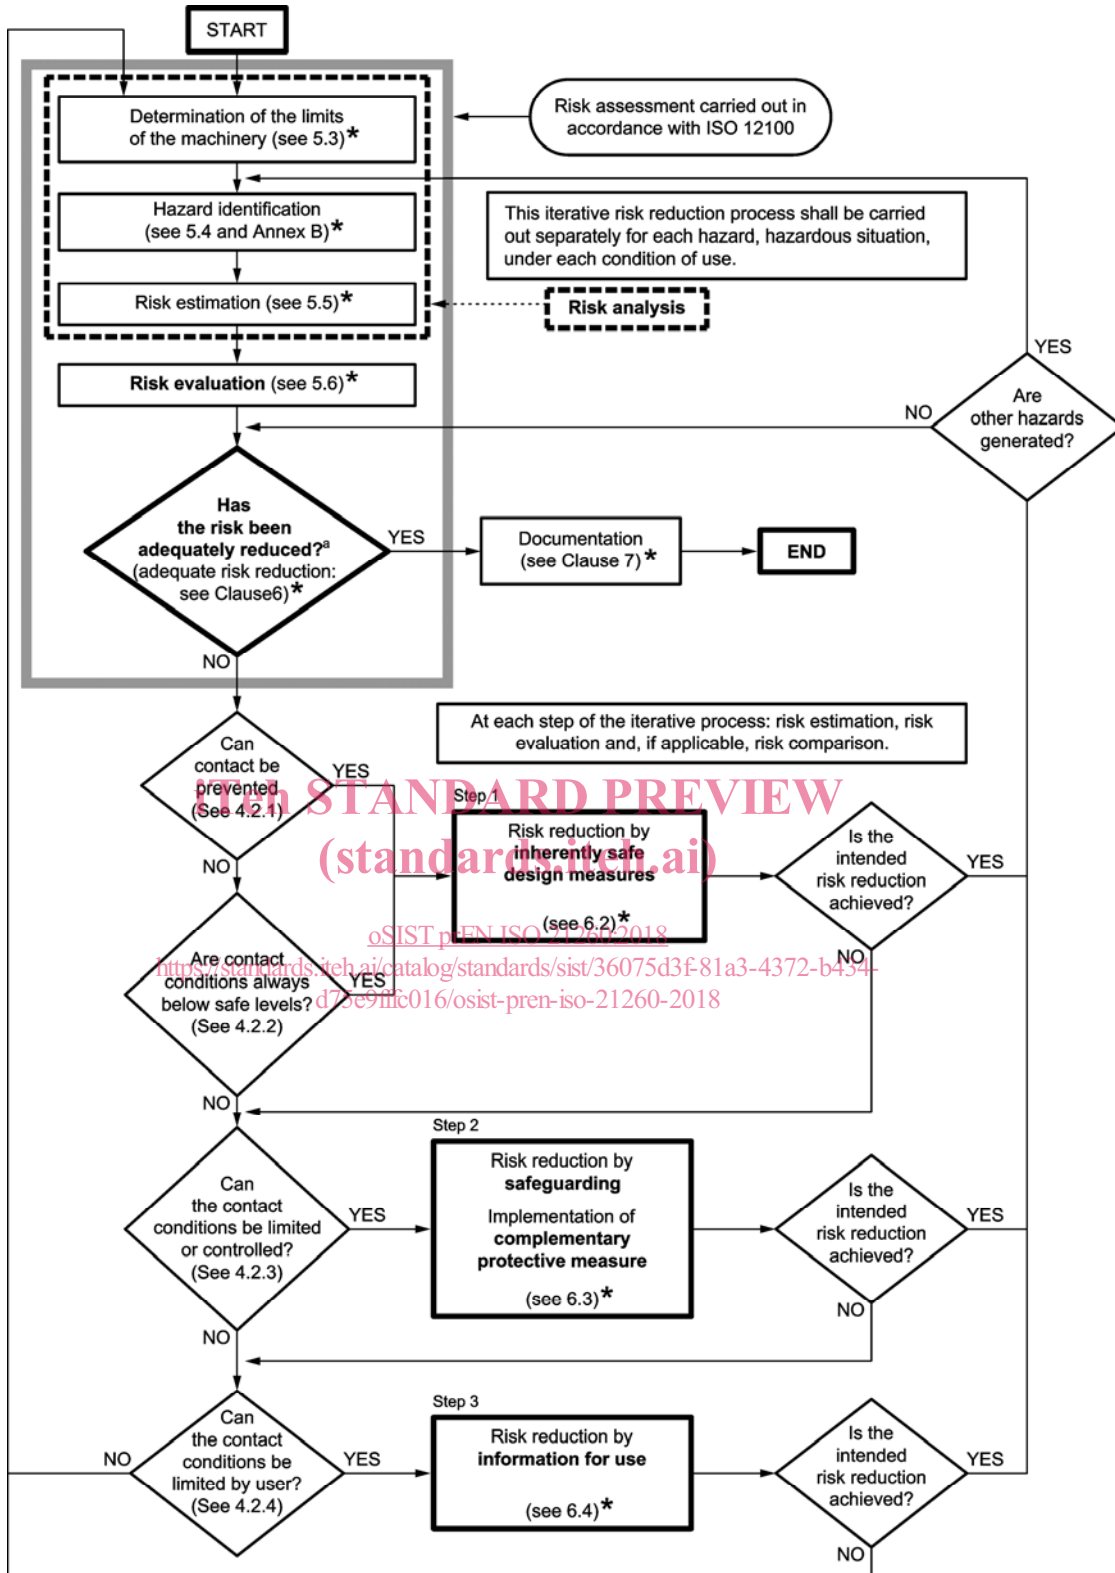 START
Determination of the limits
of the machinery (see 5.3)*
Risk assessment carried out in
accordance with ISO 12100
Hazard identification
(see 5.4 and Annex B)*
This iterative risk reduction process shall be carried
out separately for each hazard, hazardous situation,
under each condition of use.
Risk estimation (see 5.5)*
Risk analysis
YES
Risk evaluation (see 5.6)*
Are
other hazards
generated?
NO
Has
the risk been
adequately reduced?a
(adequate risk reduction:
see Clause6)*
YES
Documentation
(see Clause 7)*
END
NO
At each step of the iterative process: risk estimation, risk
evaluation and, if applicable, risk comparison.
Can
contact be
prevented
(See 4.2.1)
YES
iTeh STANDARD PREVIEW
(standards.iteh.ai)
Step 1
Risk reduction by
inherently safe
design measures
(see 6.2)*
Is the
intended
risk reduction
achieved?
YES
NO
NO
oSIST prEN ISO 21260:2018
https://standards.iteh.ai/catalog/standards/sist/36075d3f-81a3-4372-b434-
d75e9fffc016/osist-pren-iso-21260-2018
Are contact
conditions always
below safe levels?
(See 4.2.2)
YES
NO
Step 2
Can
the contact
conditions be limited
or controlled?
(See 4.2.3)
YES
Risk reduction by
safeguarding
Implementation of
complementary
protective measure
(see 6.3)*
Is the
intended
risk reduction
achieved?
YES
NO
NO
Step 3
Can
the contact
conditions be
limited by user?
(See 4.2.4)
NO
YES
Risk reduction by
information for use
(see 6.4)*
Is the
intended
risk reduction
achieved?
YES
NO